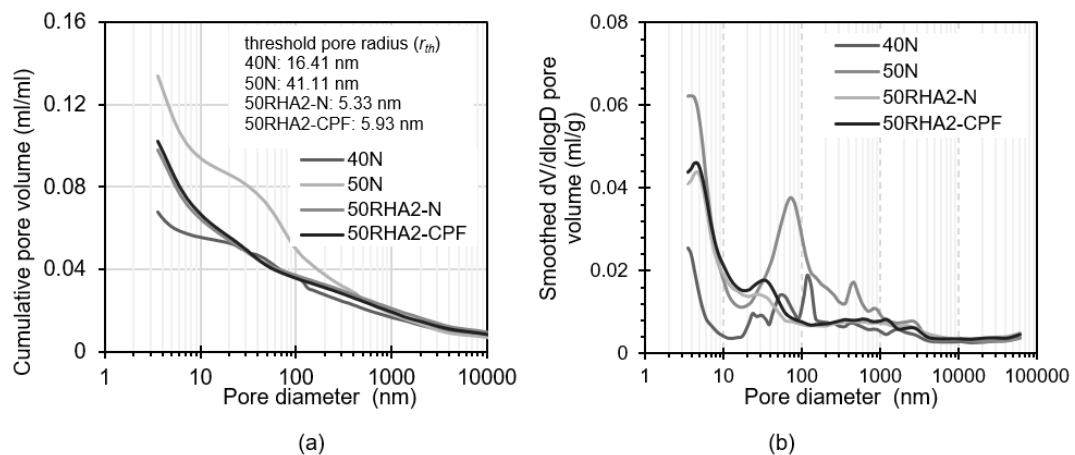 0.16
0.12
0.08
0.04
0
Cumulative pore volume (ml/ml)
threshold pore radius (rth)
40N: 16.41 nm
50N: 41.11 nm
50RHA2-N: 5.33 nm
50RHA2-CPF: 5.93 nm
40N
50N
50RHA2-N
50RHA2-CPF
1 10 100 1000 10000
Pore diameter (nm)
(a)
0.08
0.06
0.04
0.02
0
Smoothed dV/dlogD pore
volume (ml/g)
40N
50N
50RHA2-N
50RHA2-CPF
1 10 100 1000 10000 100000
Pore diameter (nm)
(b)